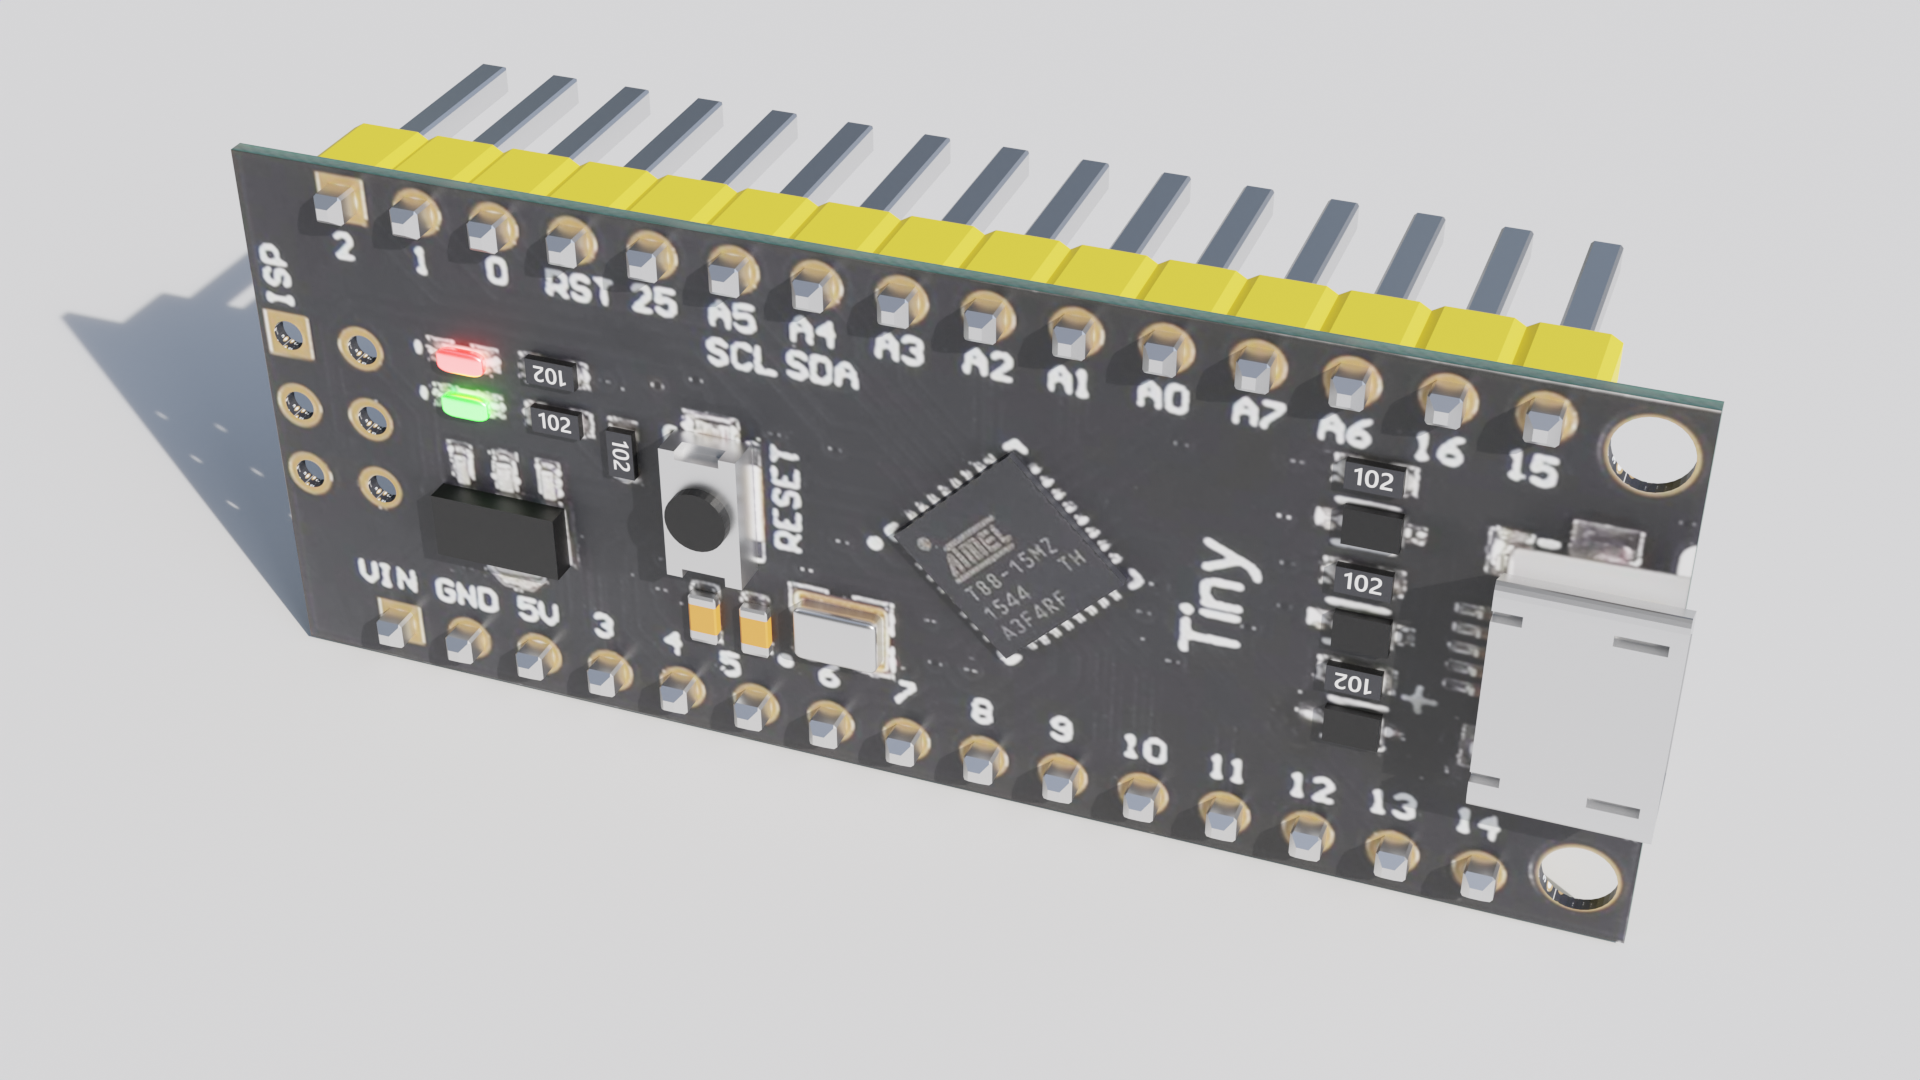 ISP
2 1 0 RST 25 A5 A4 A3 A2 A1 A0 A7 A6 16 15
SCL SDA
102
102
102
RESET
ATMEL
T88-15MZ
1544 TH
A3F4RF
Tiny
102
102
102
+
VIN GND 5V 3 4 5 6 7 8 9 10 11 12 13 14